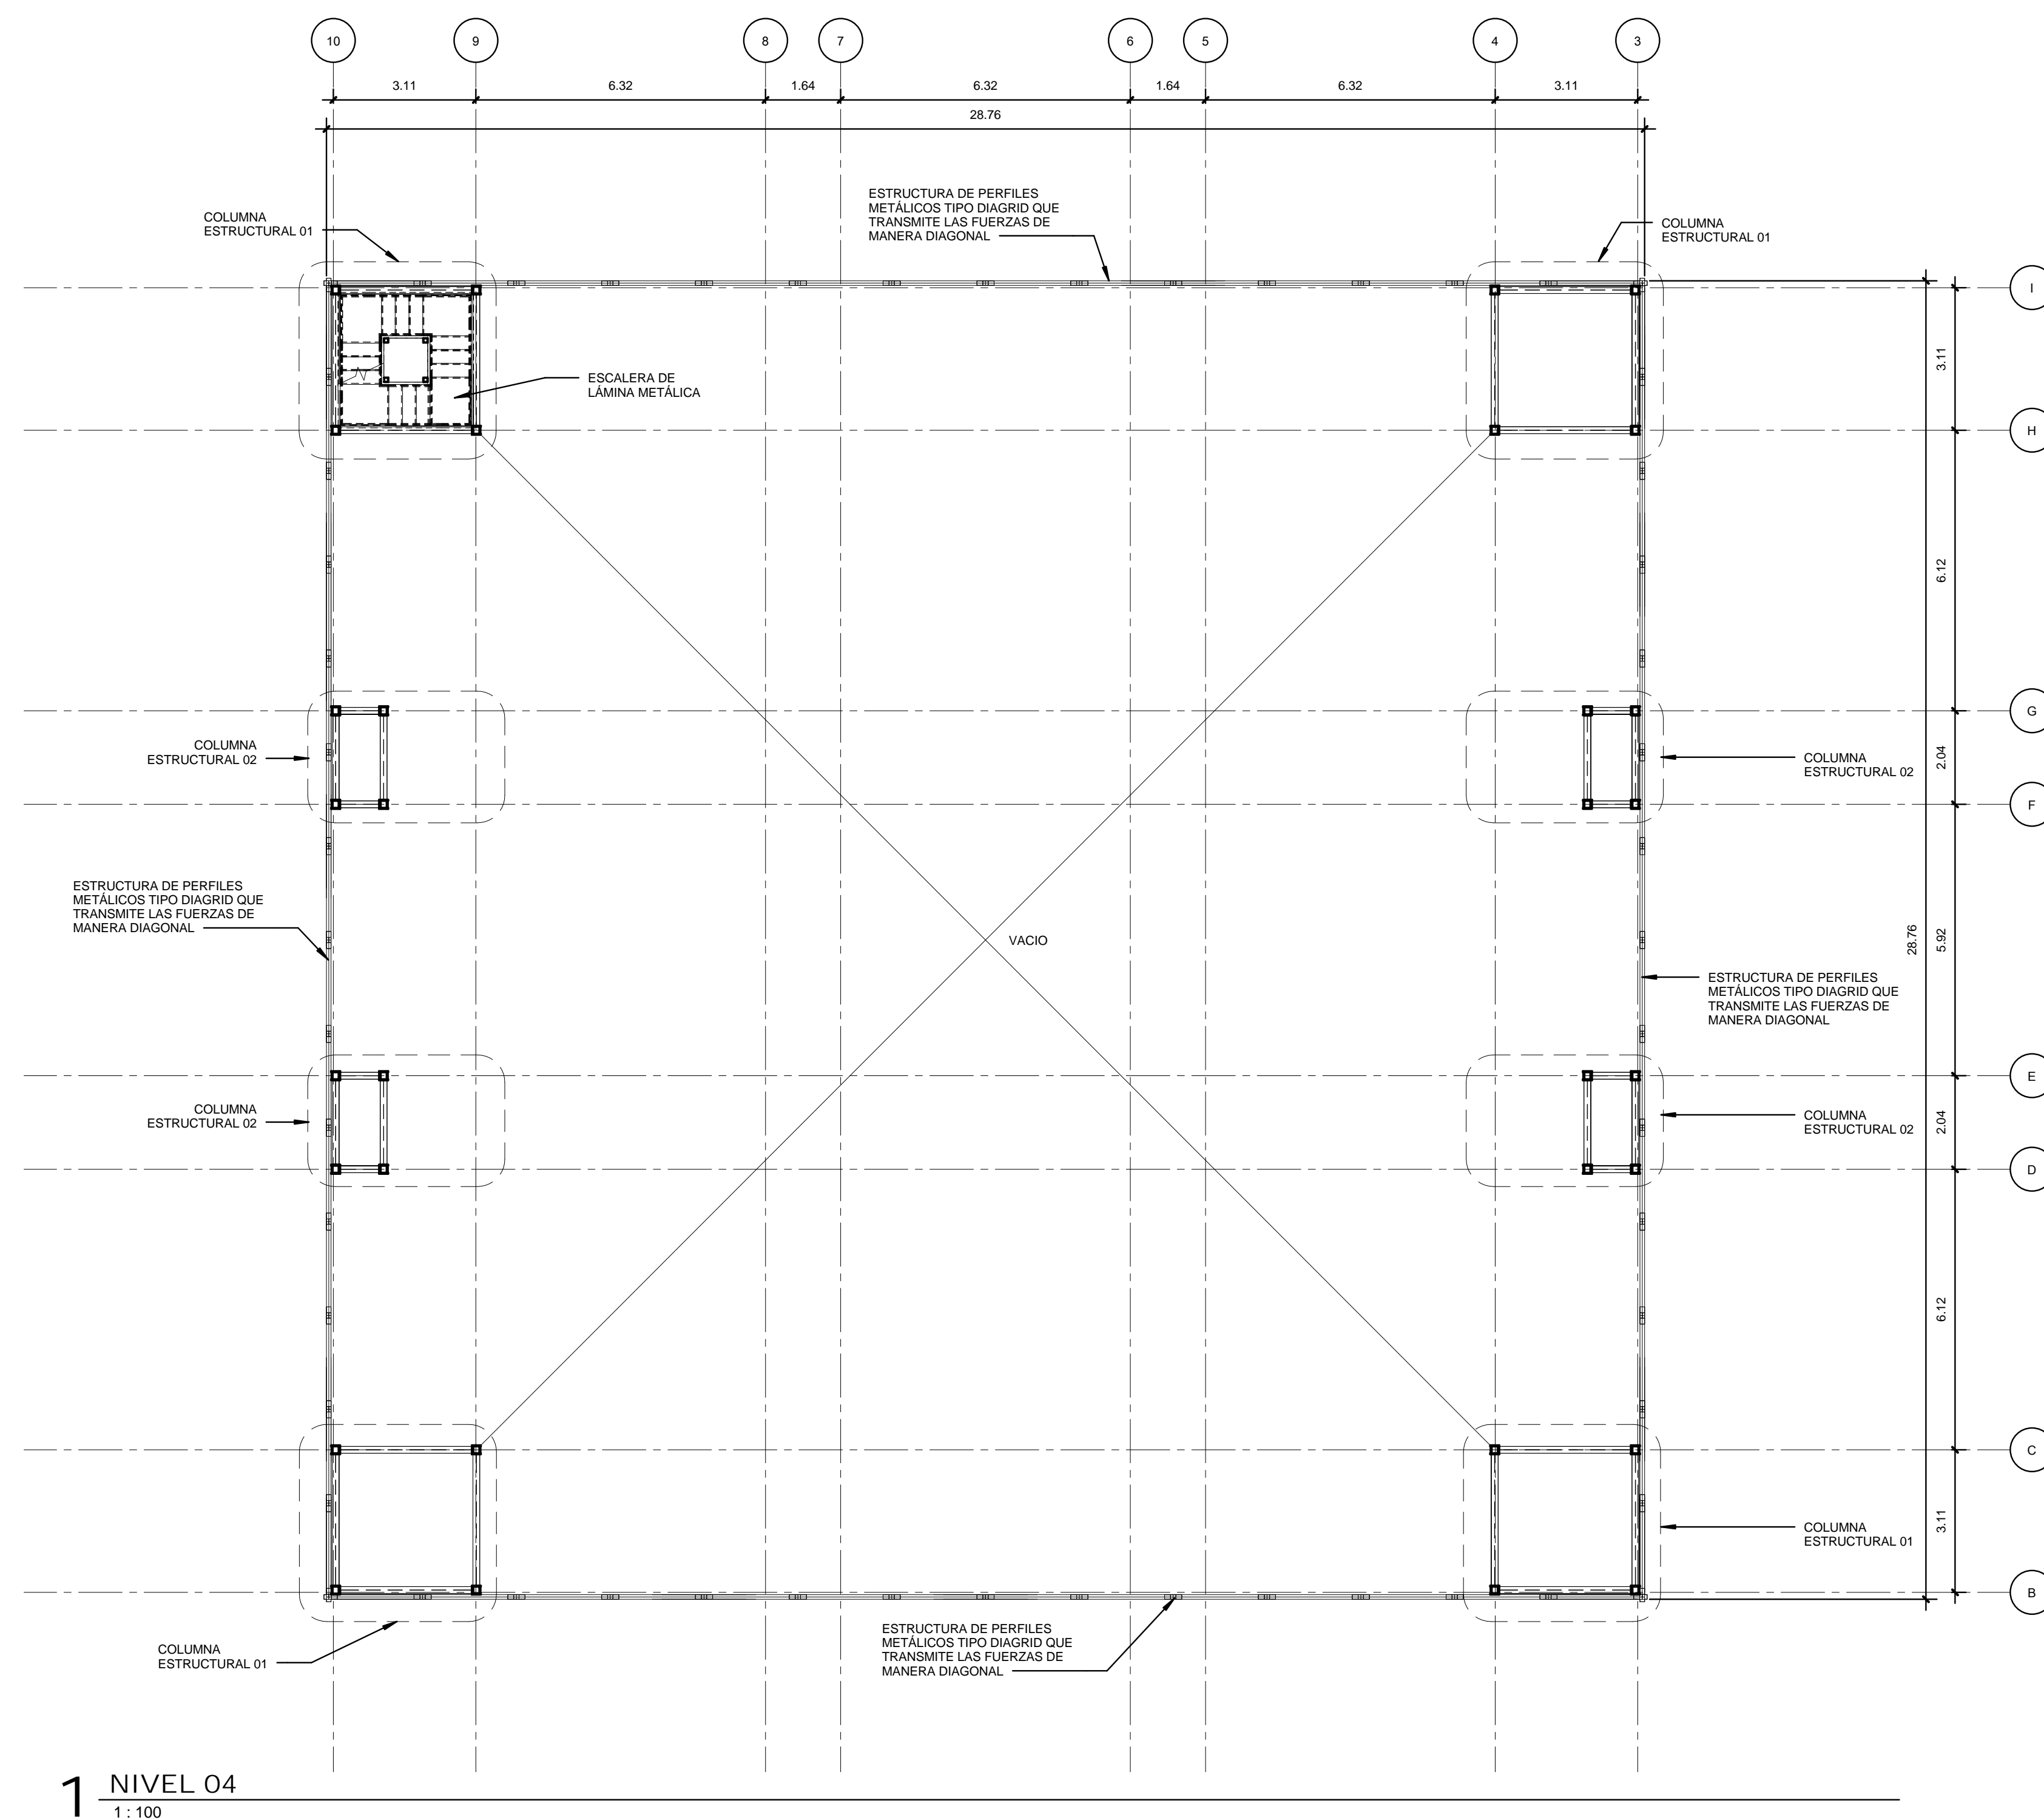 10
9
8
7
6
5
4
3
3.11
6.32
1.64
6.32
1.64
6.32
3.11
28.76
ESTRUCTURA DE PERFILES
METÁLICOS TIPO DIAGRID QUE
TRANSMITE LAS FUERZAS DE
MANERA DIAGONAL
COLUMNA
ESTRUCTURAL 01
COLUMNA
ESTRUCTURAL 01
I
3.11
ESCALERA DE
LÁMINA METÁLICA
H
6.12
G
COLUMNA
ESTRUCTURAL 02
COLUMNA
ESTRUCTURAL 02
2.04
F
ESTRUCTURA DE PERFILES
METÁLICOS TIPO DIAGRID QUE
TRANSMITE LAS FUERZAS DE
MANERA DIAGONAL
VACIO
28.76
5.92
ESTRUCTURA DE PERFILES
METÁLICOS TIPO DIAGRID QUE
TRANSMITE LAS FUERZAS DE
MANERA DIAGONAL
E
COLUMNA
ESTRUCTURAL 02
COLUMNA
ESTRUCTURAL 02
2.04
D
6.12
C
3.11
COLUMNA
ESTRUCTURAL 01
B
COLUMNA
ESTRUCTURAL 01
ESTRUCTURA DE PERFILES
METÁLICOS TIPO DIAGRID QUE
TRANSMITE LAS FUERZAS DE
MANERA DIAGONAL
1 NIVEL 04
1 : 100